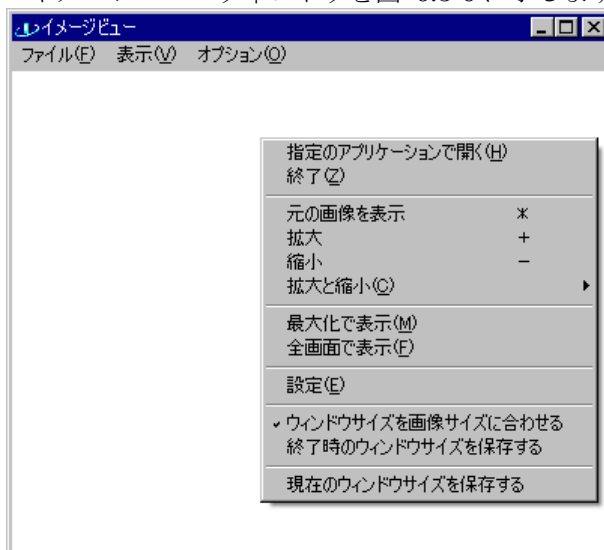 イメージビュー
ファイル(F) 表示(V) オプション(O)
指定のアプリケーションで開く(H)
終了(Z)
元の画像を表示 *
拡大 +
縮小 -
拡大と縮小(C)
最大化で表示(M)
全画面で表示(F)
設定(E)
ウィンドウサイズを画像サイズに合わせる
終了時のウィンドウサイズを保存する
現在のウィンドウサイズを保存する